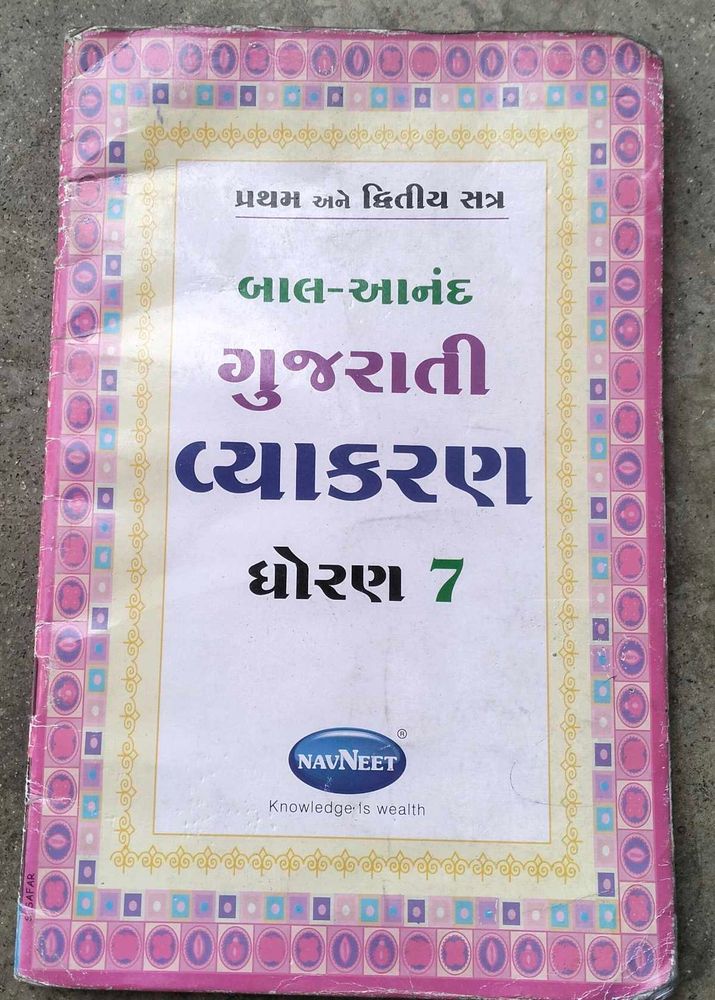 પ્રથમ અને દ્વિતીય સત્ર
બાલ-આનંદ
ગુજરાતી
વ્યાકરણ
ધોરણ 7
NAVNEET
®
Knowledge is wealth